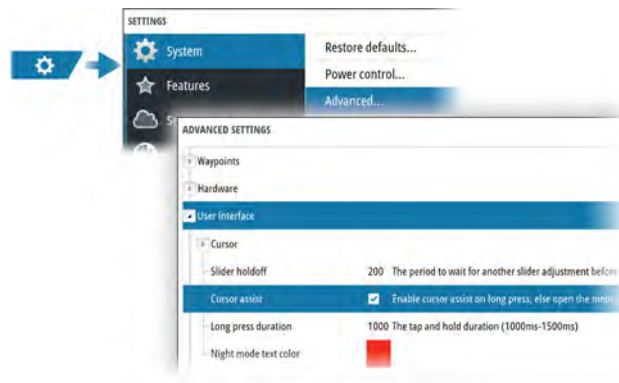 SETTINGS
System
Restore defaults...
Power control...
Features
Advanced...
ADVANCED SETTINGS
Waypoints
Hardware
User interface
Cursor
Slider holdoff 200 The period to wait for another slider adjustment before
Cursor assist Enable cursor assist on long press, else open the
Long press duration 1000 The tap and hold duration (1000ms-1500ms)
Night mode text color